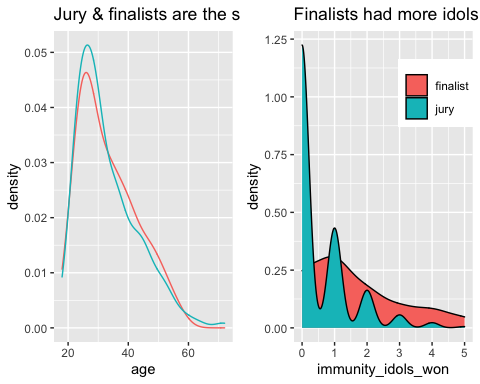 Jury & finalists are the s
Finalists had more idols
density
0.05
0.04
0.03
0.02
0.01
0.00
20
40
60
age
density
1.25
1.00
0.75
0.50
0.25
0.00
0
1
2
3
4
5
immunity_idols_won
finalist
jury